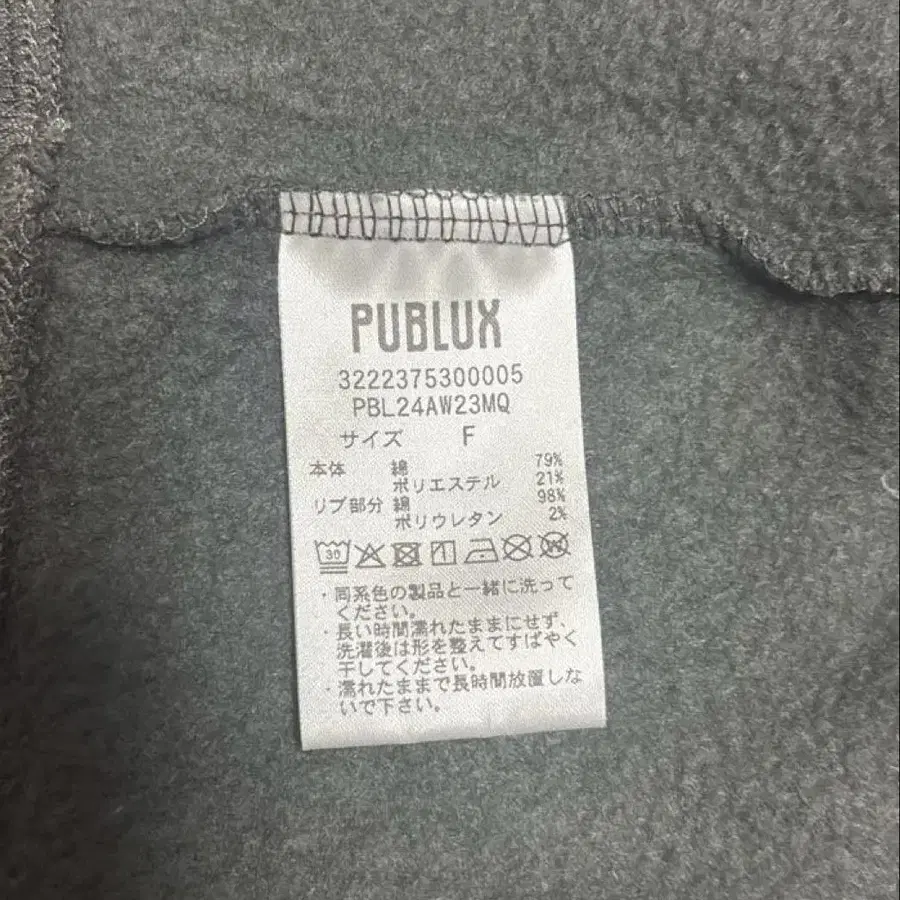 PUBLUX
3222375300005
PBL24AW23MQ
サイズ F
本体 綿 79%
ポリエステル 21%
リブ部分 綿 98%
ポリウレタン 2%
30
・同系色の製品と一緒に洗って
ください。
・長い時間濡れたままにせず、
洗濯後は形を整えてすばやく
干してください。
・濡れたままで長時間放置しな
いで下さい。